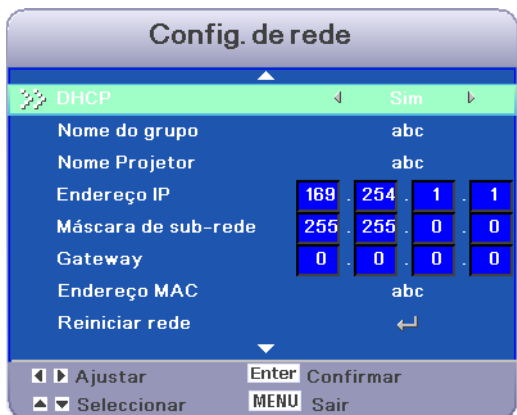 Config. de rede
DHCP Sim
Nome do grupo abc
Nome Projetor abc
Endereço IP 169 . 254 . 1 . 1
Máscara de sub-rede 255 . 255 . 0 . 0
Gateway 0 . 0 . 0 . 0
Endereço MAC abc
Reiniciar rede
Ajustar Enter Confirmar
Seleccionar MENU Sair